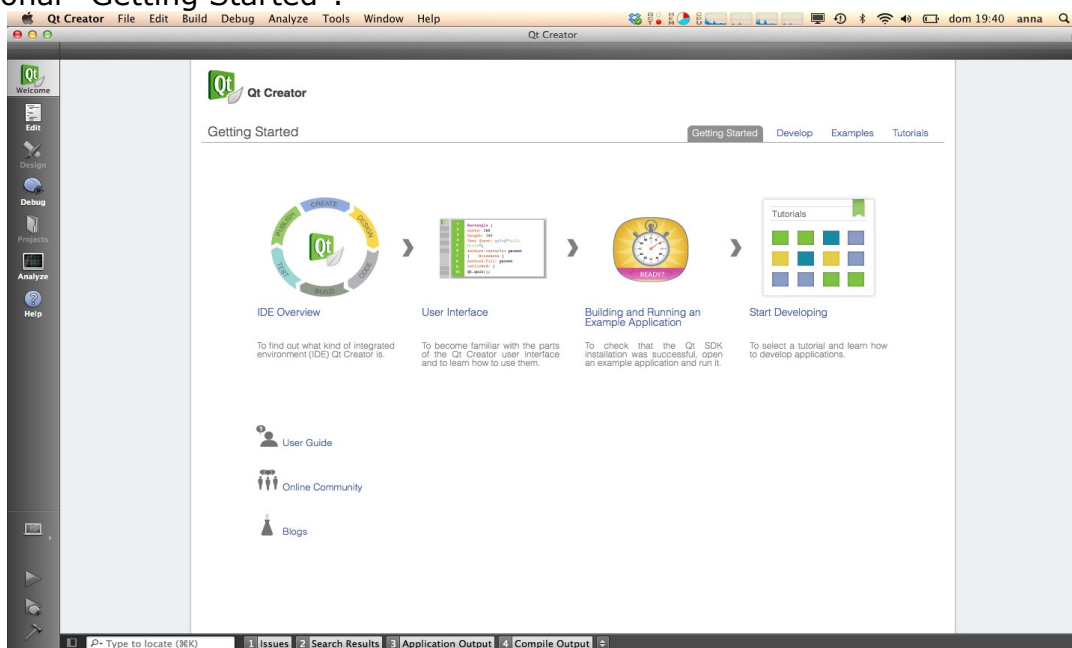 onal "Getting Started".
Qt Creator File Edit Build Debug Analyze Tools Window Help dom 19:40 anna
Qt Creator
Qt
Welcome
Edit
Design
Debug
Projects
Analyze
Help
Qt Qt Creator
Getting Started
Getting Started Develop Examples Tutorials
CREATE
DESIGN
CODE
BUILD
TEST
PUBLISH
Qt
READY?
Tutorials
IDE Overview
To find out what kind of integrated
environment (IDE) Qt Creator is.
User Interface
To become familiar with the parts
of the Qt Creator user interface
and to learn how to use them.
Building and Running an
Example Application
To check that the Qt SDK
installation was successful, open
an example application and run it.
Start Developing
To select a tutorial and learn how
to develop applications.
User Guide
Online Community
Blogs
Type to locate (⌘K) 1 Issues 2 Search Results 3 Application Output 4 Compile Output